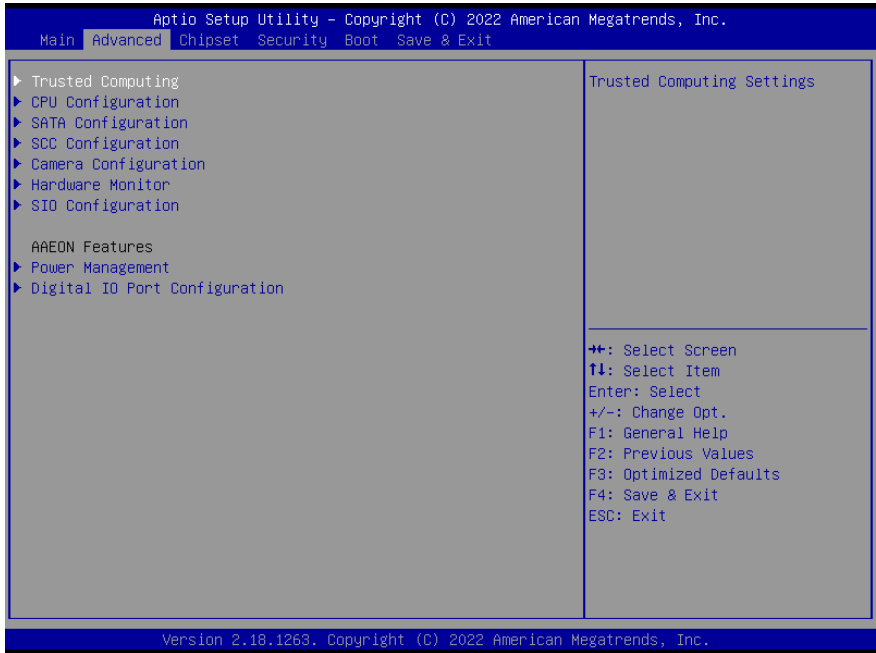 Aptio Setup Utility – Copyright (C) 2022 American Megatrends, Inc.
Main Advanced Chipset Security Boot Save & Exit
▶ Trusted Computing
▶ CPU Configuration
▶ SATA Configuration
▶ SCC Configuration
▶ Camera Configuration
▶ Hardware Monitor
▶ SIO Configuration
AAEON Features
▶ Power Management
▶ Digital IO Port Configuration
Trusted Computing Settings
→←: Select Screen
↑↓: Select Item
Enter: Select
+/-: Change Opt.
F1: General Help
F2: Previous Values
F3: Optimized Defaults
F4: Save & Exit
ESC: Exit
Version 2.18.1263. Copyright (C) 2022 American Megatrends, Inc.